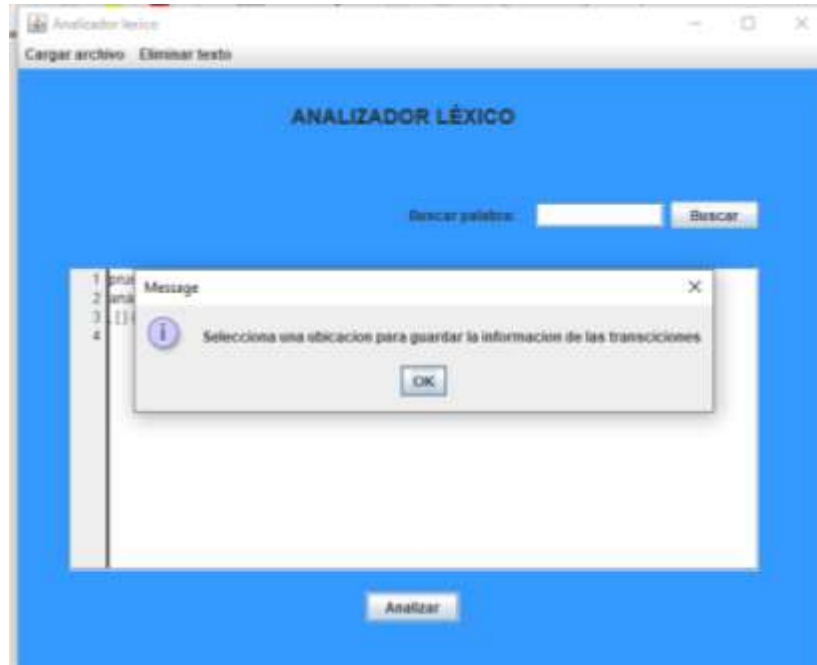 Analizador lexico
Cargar archivo Eliminar texto
ANALIZADOR LÉXICO
Buscar palabra: Buscar
1
2
3
4
Message
Selecciona una ubicacion para guardar la informacion de las transciciones
OK
Analizar